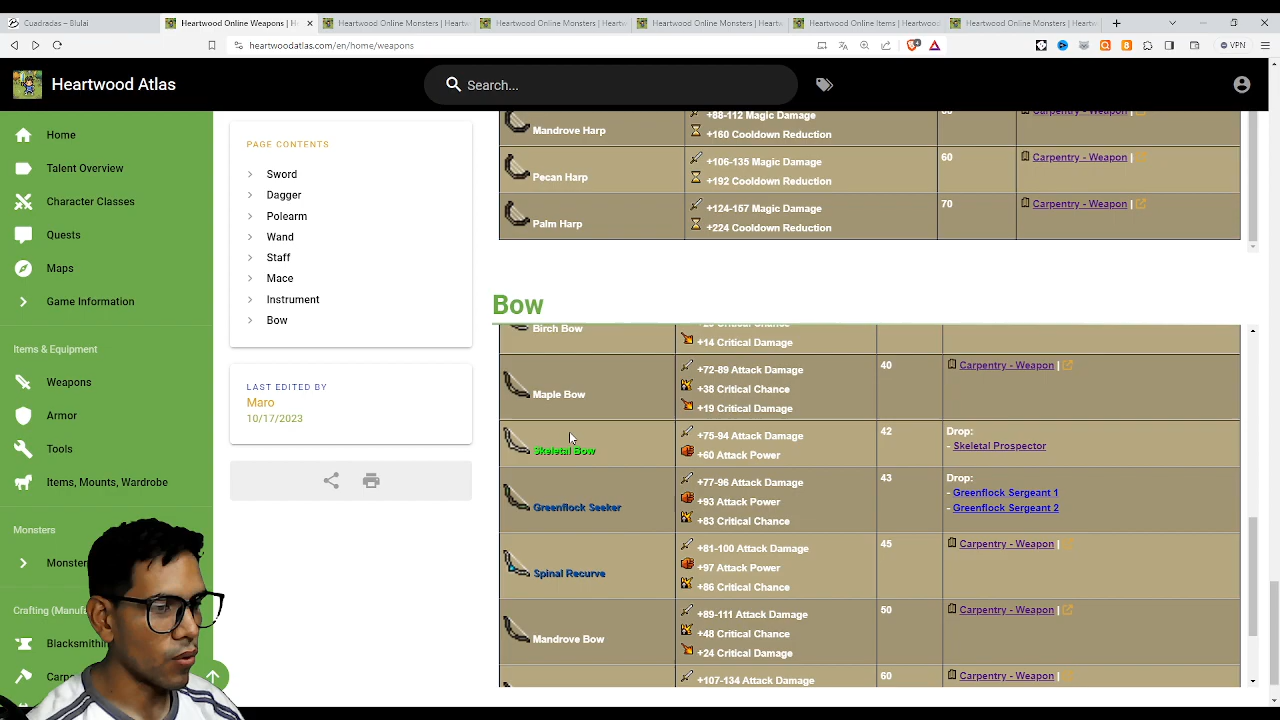 Cuadradas – Blulai
Heartwood Online Weapons | H
Heartwood Online Monsters | Heartw
Heartwood Online Monsters | Heartw
Heartwood Online Monsters | Heartw
Heartwood Online Items | Heartwood
Heartwood Online Monsters | Heartw
heartwoodatlas.com/en/home/weapons
VPN
Heartwood Atlas
Search...
Home
Talent Overview
Character Classes
Quests
Maps
Game Information
Items & Equipment
Weapons
Armor
Tools
Items, Mounts, Wardrobe
Monsters
Monster
Crafting (Manufa
Blacksmithing
Carpe
PAGE CONTENTS
Sword
Dagger
Polearm
Wand
Staff
Mace
Instrument
Bow
LAST EDITED BY
Maro
10/17/2023
Mandrove Harp
+88-112 Magic Damage
+160 Cooldown Reduction
Carpentry - Weapon |
Pecan Harp
+106-135 Magic Damage
+192 Cooldown Reduction
60
Carpentry - Weapon |
Palm Harp
+124-157 Magic Damage
+224 Cooldown Reduction
70
Carpentry - Weapon |
Bow
Birch Bow
+14 Critical Damage
Maple Bow
+72-89 Attack Damage
+38 Critical Chance
+19 Critical Damage
40
Carpentry - Weapon |
Skeletal Bow
+75-94 Attack Damage
+60 Attack Power
42
Drop:
- Skeletal Prospector
Greenflock Seeker
+77-96 Attack Damage
+93 Attack Power
+83 Critical Chance
43
Drop:
- Greenflock Sergeant 1
- Greenflock Sergeant 2
Spinal Recurve
+81-100 Attack Damage
+97 Attack Power
+86 Critical Chance
45
Carpentry - Weapon |
Mandrove Bow
+89-111 Attack Damage
+48 Critical Chance
+24 Critical Damage
50
Carpentry - Weapon |
+107-134 Attack Damage
60
Carpentry - Weapon |